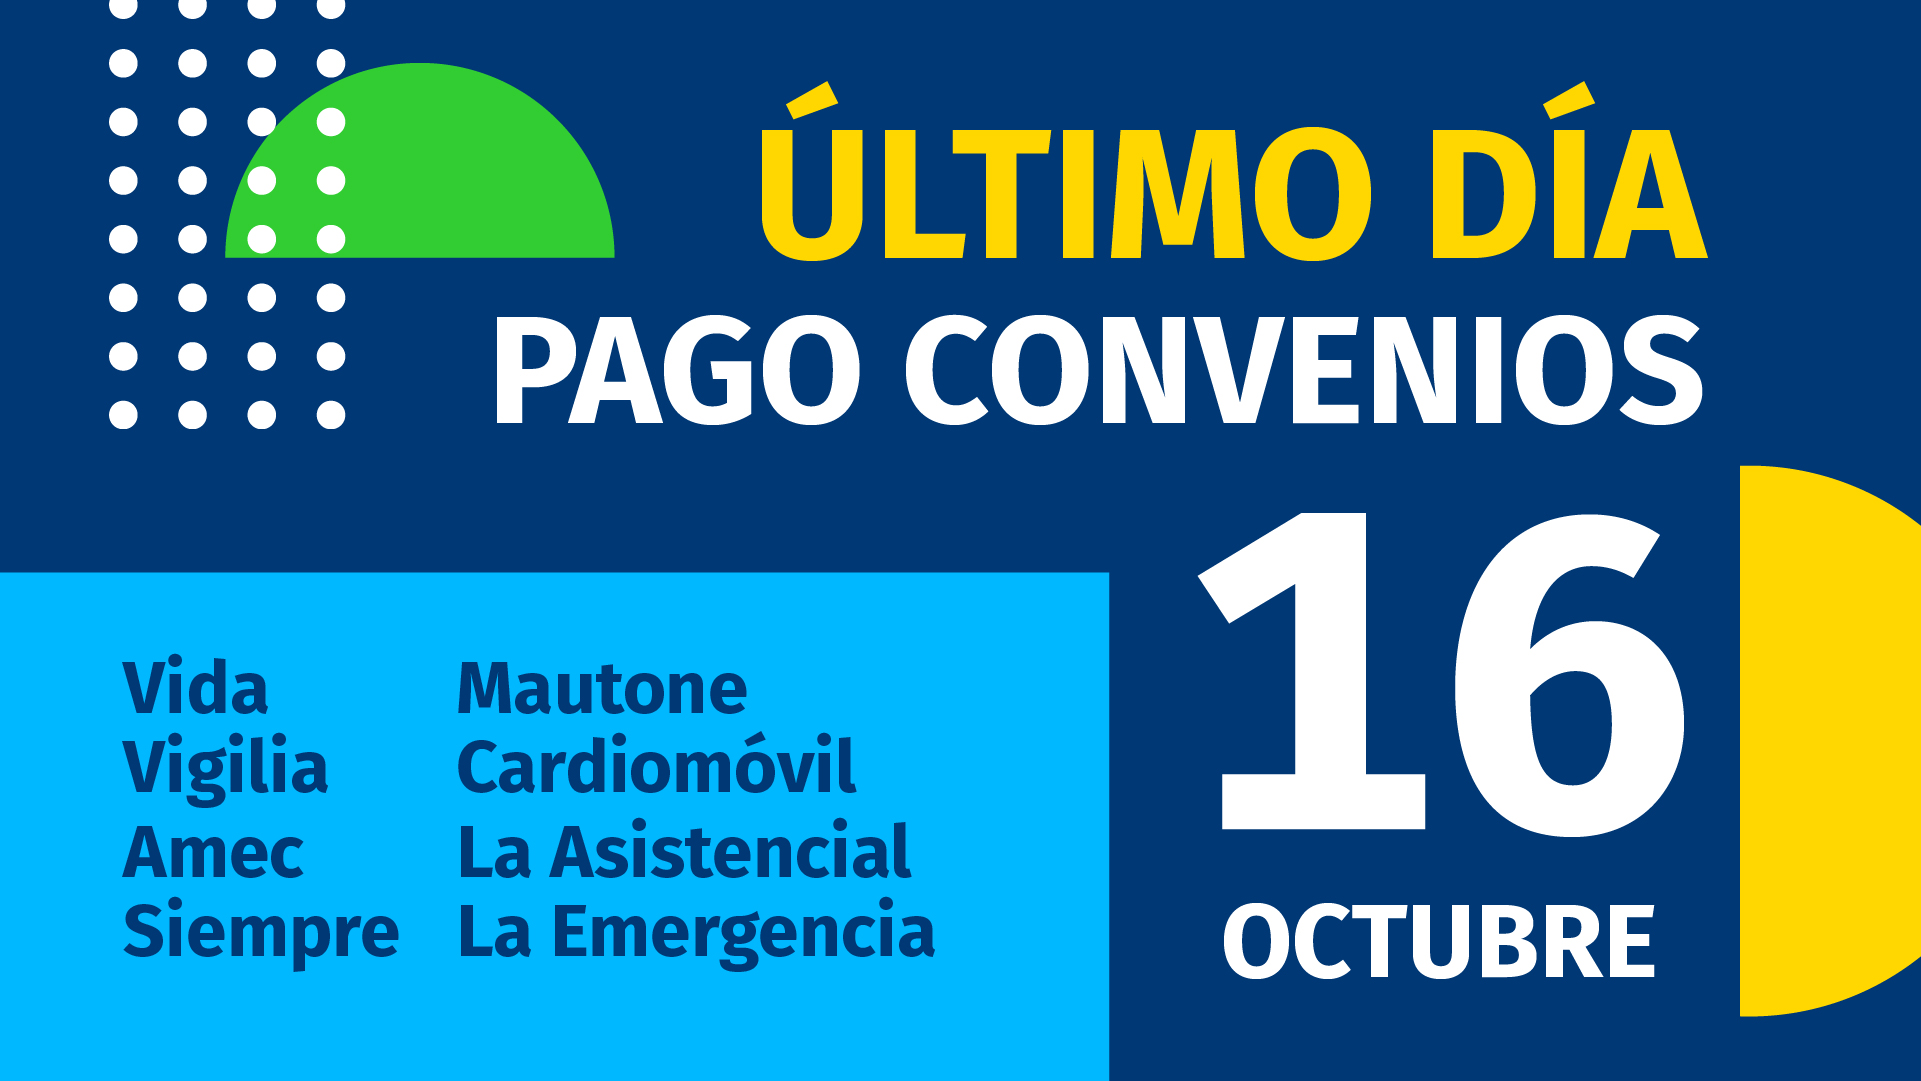 ÚLTIMO DÍA
PAGO CONVENIOS
16
OCTUBRE
Vida
Vigilia
Amec
Siempre
Mautone
Cardiomóvil
La Asistencial
La Emergencia